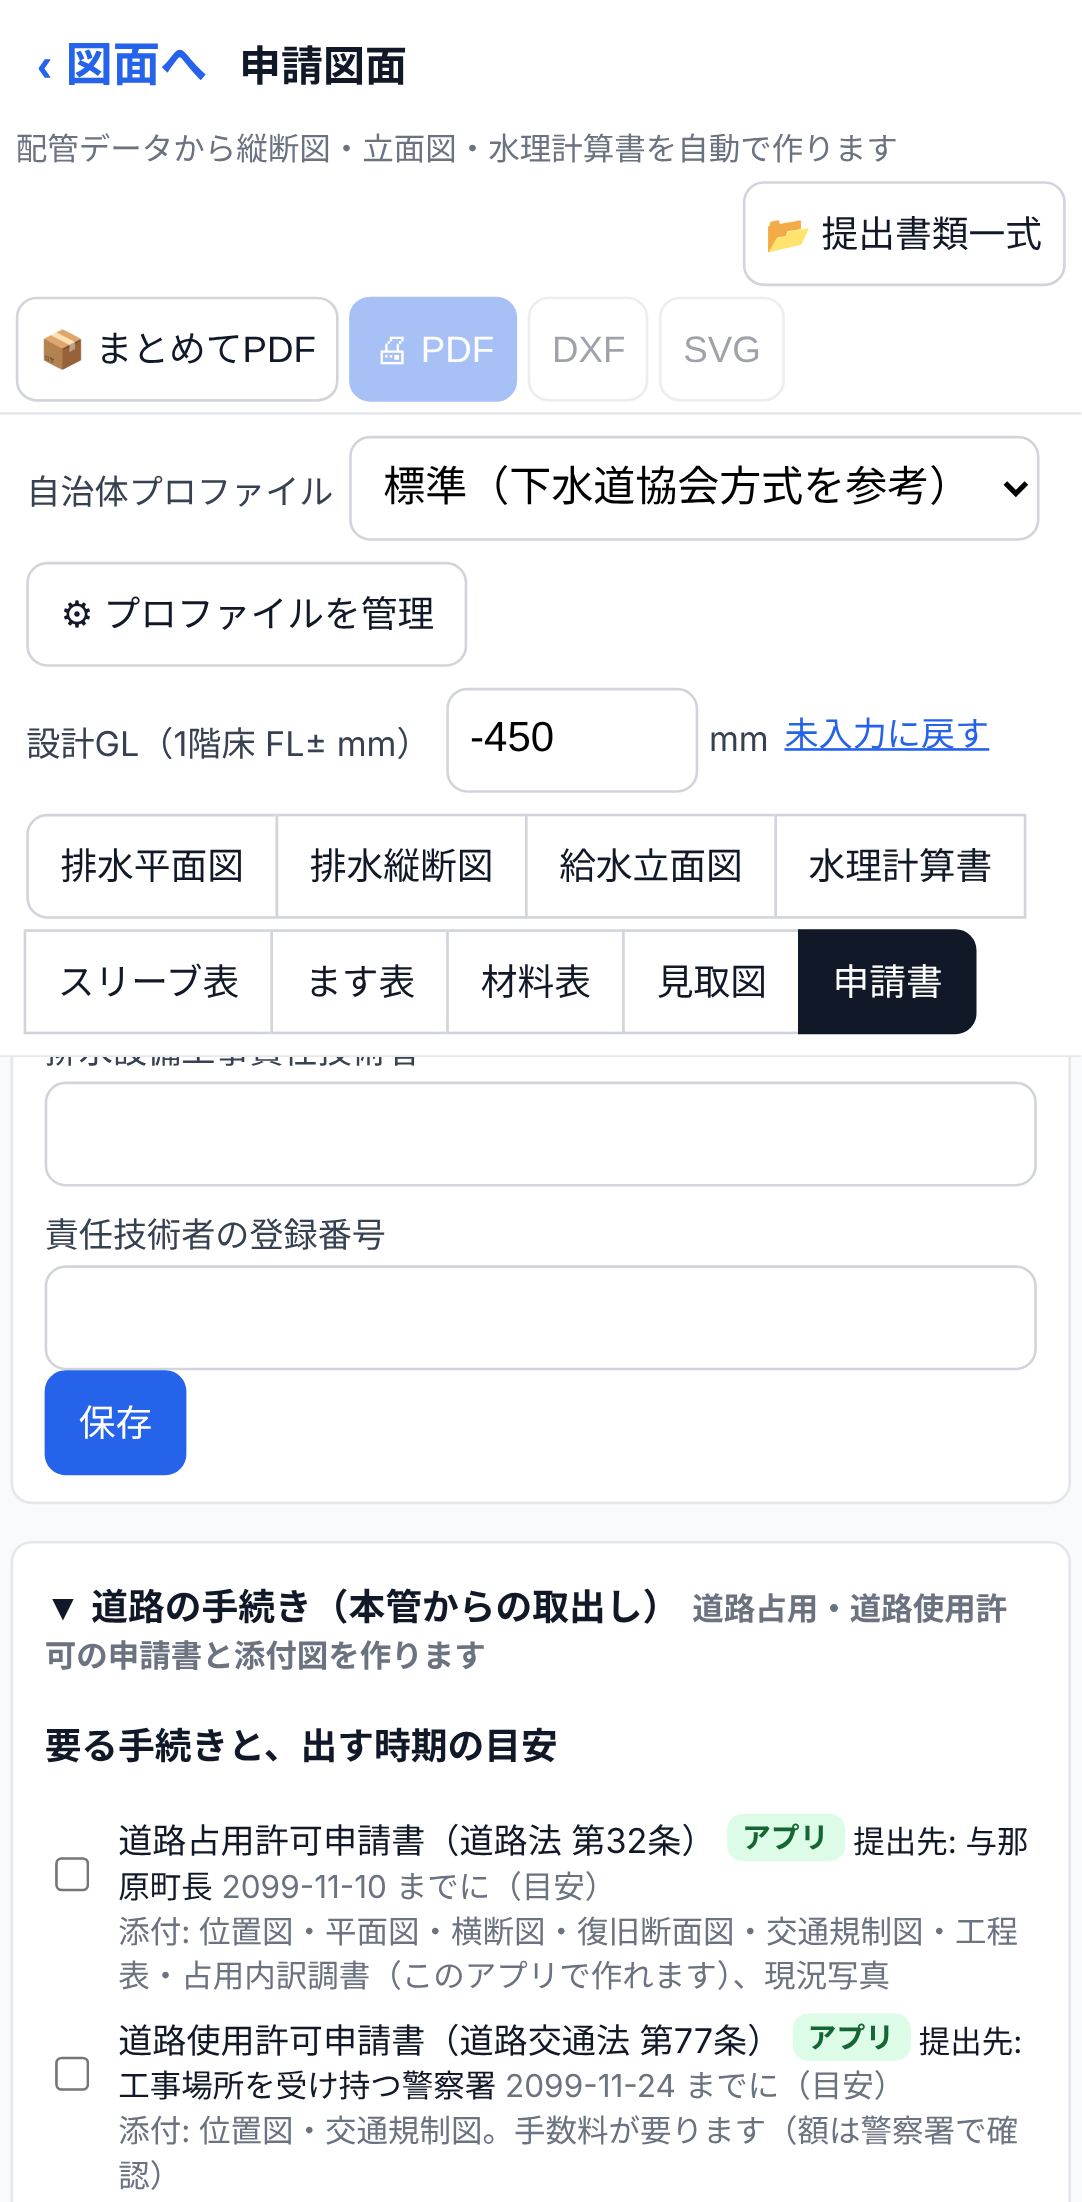 ‹ 図面へ 申請図面
配管データから縦断図・立面図・水理計算書を自動で作ります
📂 提出書類一式
📦 まとめてPDF 🖨 PDF DXF SVG
自治体プロファイル 標準（下水道協会方式を参考）
⚙ プロファイルを管理
設計GL（1階床 FL± mm） -450 mm 未入力に戻す
排水平面図 排水縦断図 給水立面図 水理計算書
スリーブ表 ます表 材料表 見取図 申請書
排水設備工事責任技術者
責任技術者の登録番号
保存
▼ 道路の手続き（本管からの取出し） 道路占用・道路使用許
可の申請書と添付図を作ります
要る手続きと、出す時期の目安
道路占用許可申請書（道路法 第32条） アプリ 提出先: 与那
原町長 2099-11-10 までに（目安）
添付: 位置図・平面図・横断図・復旧断面図・交通規制図・工程
表・占用内訳調書（このアプリで作れます）、現況写真
道路使用許可申請書（道路交通法 第77条） アプリ 提出先:
工事場所を受け持つ警察署 2099-11-24 までに（目安）
添付: 位置図・交通規制図。手数料が要ります（額は警察署で確
認）